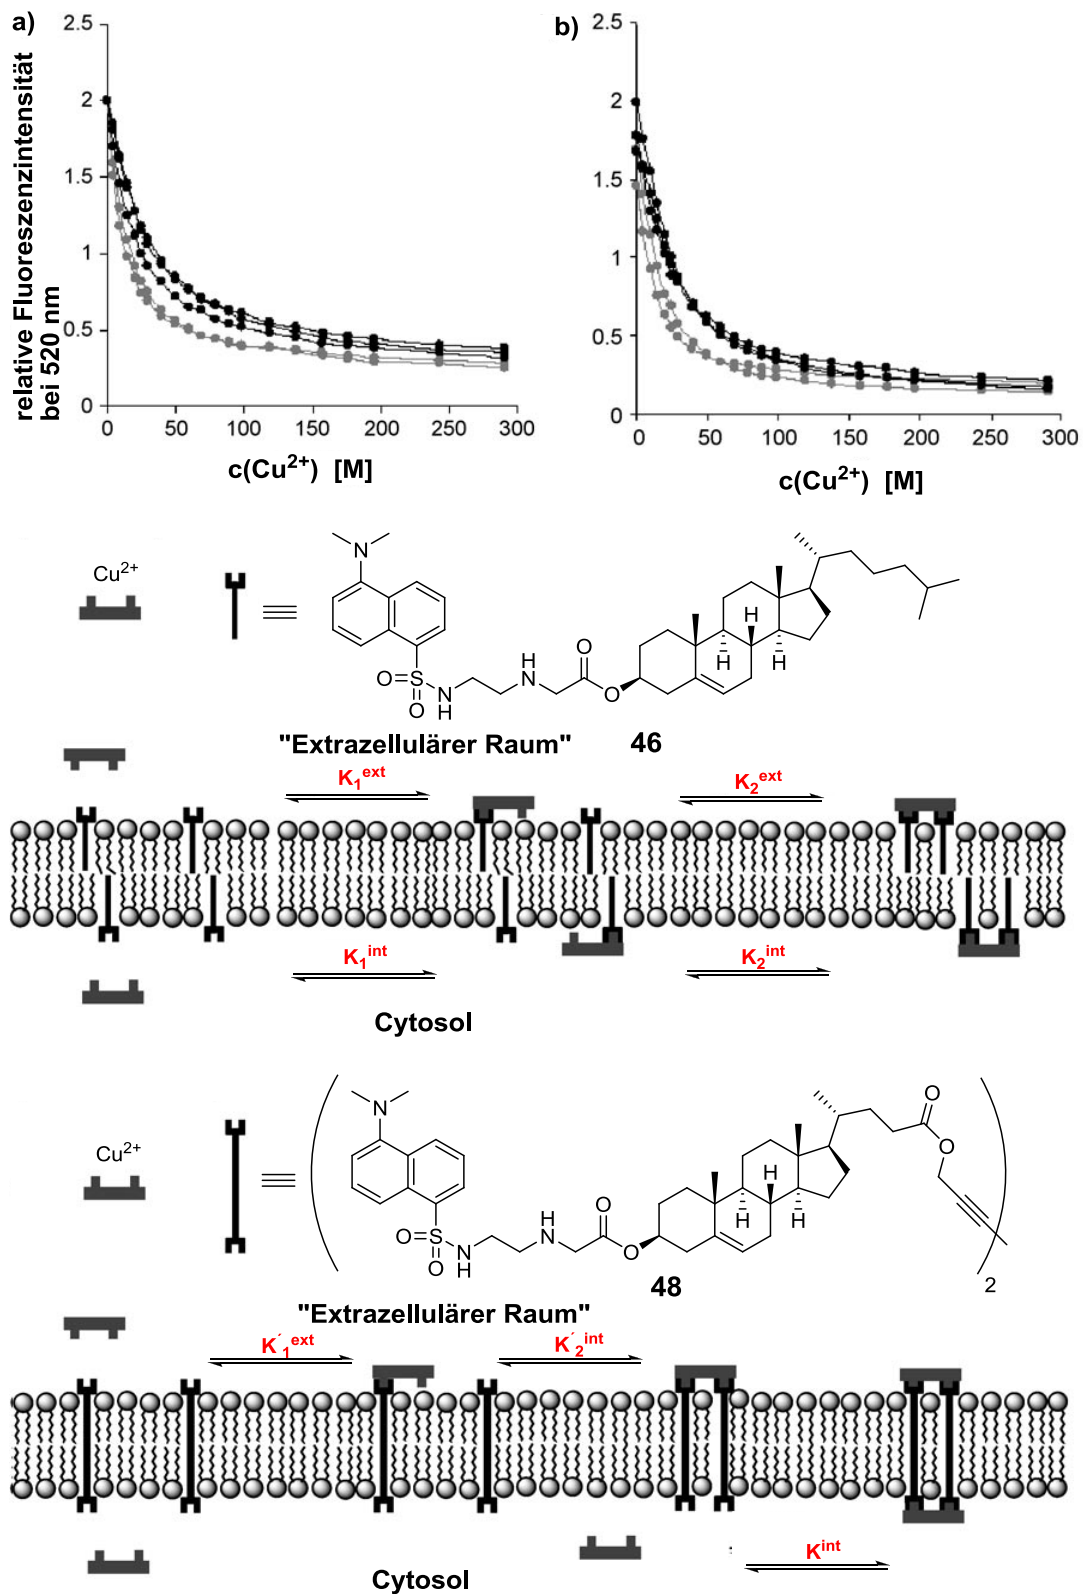 a)
relative Fluoreszenzintensität
bei 520 nm
2.5
2
1.5
1
0.5
0
0 50 100 150 200 250 300
c(Cu²⁺) [M]
b)
2.5
2
1.5
1
0.5
0
0 50 100 150 200 250 300
c(Cu²⁺) [M]
Cu²⁺
N
O
S
O
N
H
H
N
O
O
H
H
H
"Extrazellulärer Raum"
46
K₁ᵉˣᵗ
K₂ᵉˣᵗ
K₁ⁱⁿᵗ
K₂ⁱⁿᵗ
Cytosol
Cu²⁺
N
O
S
O
N
H
H
N
O
O
H
H
H
O
O
2
48
"Extrazellulärer Raum"
K´₁ᵉˣᵗ
K´₂ⁱⁿᵗ
Kⁱⁿᵗ
Cytosol